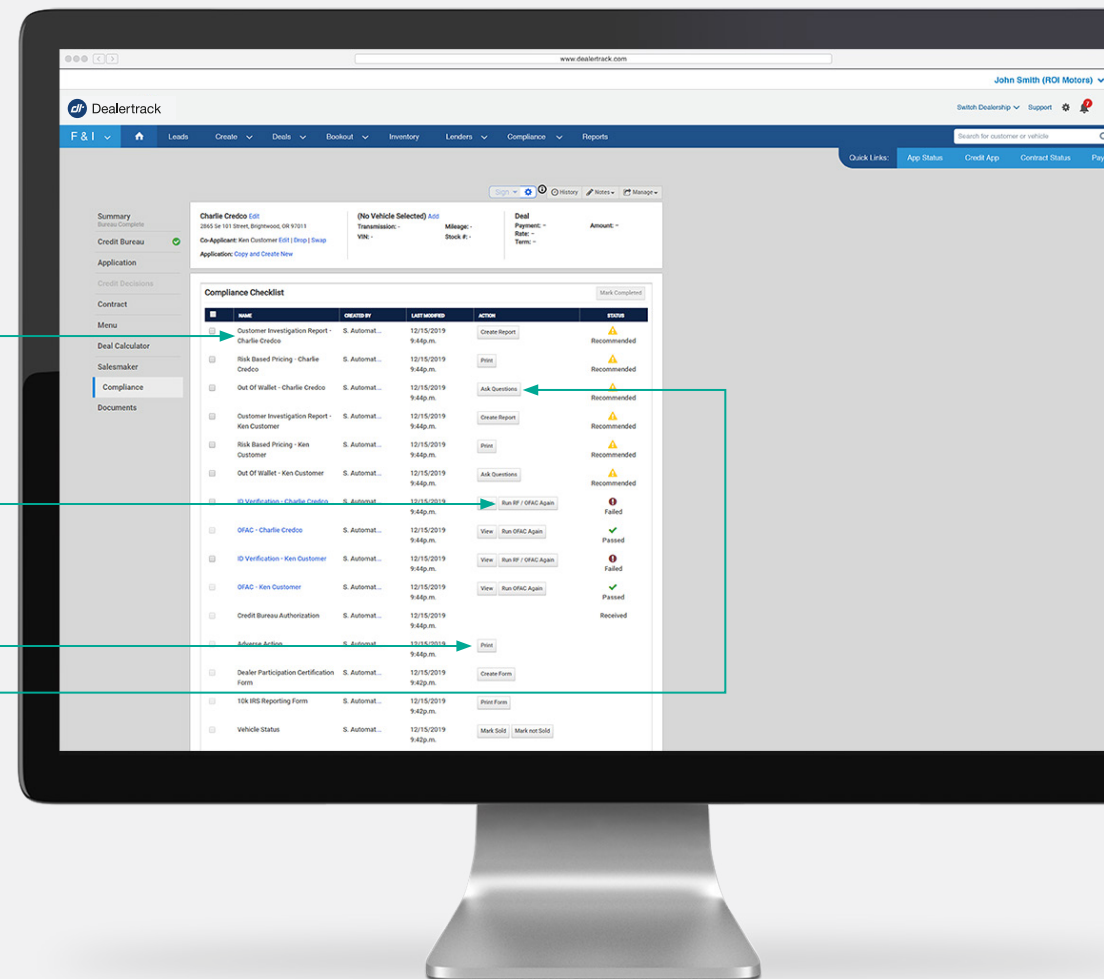 www.dealertrack.com
John Smith (ROI Motors)
dt Dealertrack
Switch Dealership Support
F & I Leads Create Deals Bookout Inventory Lenders Compliance Reports
Search for customer or vehicle
Quick Links: App Status Credit App Contract Status Pay
Sign History Notes Manage
Summary
Bureau Complete
Credit Bureau
Application
Credit Decisions
Contract
Menu
Deal Calculator
Salesmaker
Compliance
Documents
Charlie Credco Edit
2865 Se 101 Street, Brightwood, OR 97011
Co-Applicant: Ken Customer Edit | Drop | Swap
Application: Copy and Create New
(No Vehicle Selected) Add
Transmission: - Mileage: -
VIN: - Stock #: -
Deal
Payment: – Amount: –
Rate: –
Term: –
Compliance Checklist Mark Completed
NAME CREATED BY LAST MODIFIED ACTION STATUS
Customer Investigation Report - S. Automat... 12/15/2019 Create Report
Charlie Credco 9:44p.m. Recommended
Risk Based Pricing - Charlie S. Automat... 12/15/2019 Print
Credco 9:44p.m. Recommended
Out Of Wallet - Charlie Credco S. Automat... 12/15/2019 Ask Questions
9:44p.m. Recommended
Customer Investigation Report - S. Automat... 12/15/2019 Create Report
Ken Customer 9:44p.m. Recommended
Risk Based Pricing - Ken S. Automat... 12/15/2019 Print
Customer 9:44p.m. Recommended
Out Of Wallet - Ken Customer S. Automat... 12/15/2019 Ask Questions
9:44p.m. Recommended
ID Verification - Charlie Credco S. Automat... 12/15/2019 Run RF / OFAC Again
9:44p.m. Failed
OFAC - Charlie Credco S. Automat... 12/15/2019 View Run OFAC Again
9:44p.m. Passed
ID Verification - Ken Customer S. Automat... 12/15/2019 View Run RF / OFAC Again
9:44p.m. Failed
OFAC - Ken Customer S. Automat... 12/15/2019 View Run OFAC Again
9:44p.m. Passed
Credit Bureau Authorization S. Automat... 12/15/2019 Received
9:44p.m.
Adverse Action S. Automat... 12/15/2019 Print
9:44p.m.
Dealer Participation Certification S. Automat... 12/15/2019 Create Form
Form 9:42p.m.
10k IRS Reporting Form S. Automat... 12/15/2019 Print Form
9:42p.m.
Vehicle Status S. Automat... 12/15/2019 Mark Sold Mark not Sold
9:42p.m.